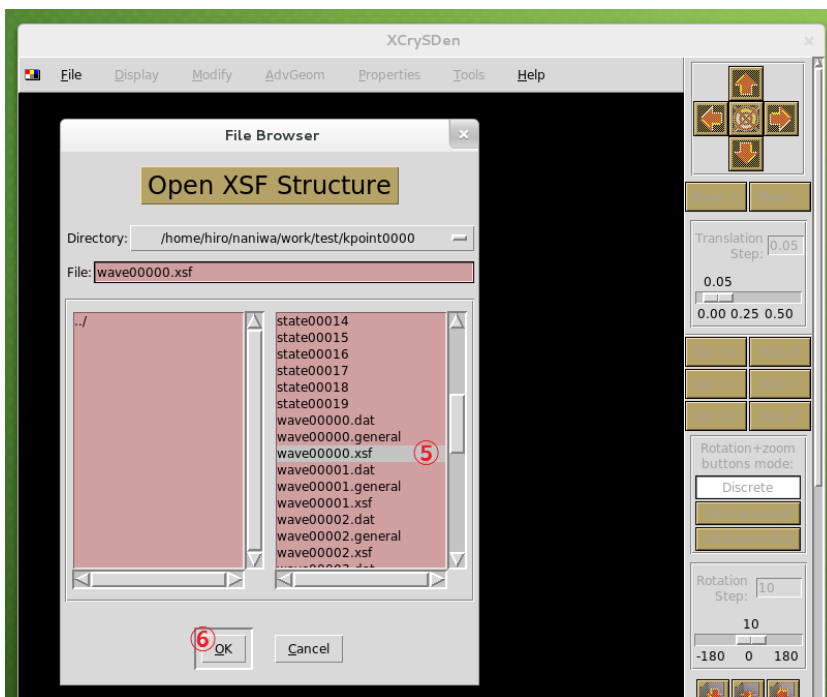 XCrySDen
File Display Modify AdvGeom Properties Tools Help
File Browser
Open XSF Structure
Directory: /home/hiro/naniwa/work/test/kpoint0000
File: wave00000.xsf
../
state00014
state00015
state00016
state00017
state00018
state00019
wave00000.dat
wave00000.general
wave00000.xsf ⑤
wave00001.dat
wave00001.general
wave00001.xsf
wave00002.dat
wave00002.general
wave00002.xsf
⑥ OK Cancel
Translation
Step: 0.05
0.05
0.00 0.25 0.50
Rotation+zoom
buttons mode:
Discrete
Rotation
Step: 10
10
-180 0 180